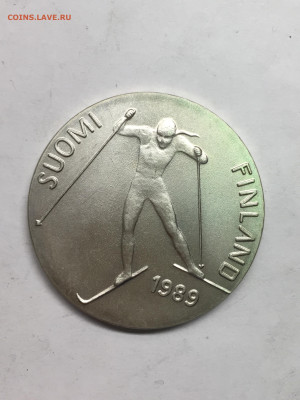 COINS.LAVE.RU
SUOMI
FINLAND
1989